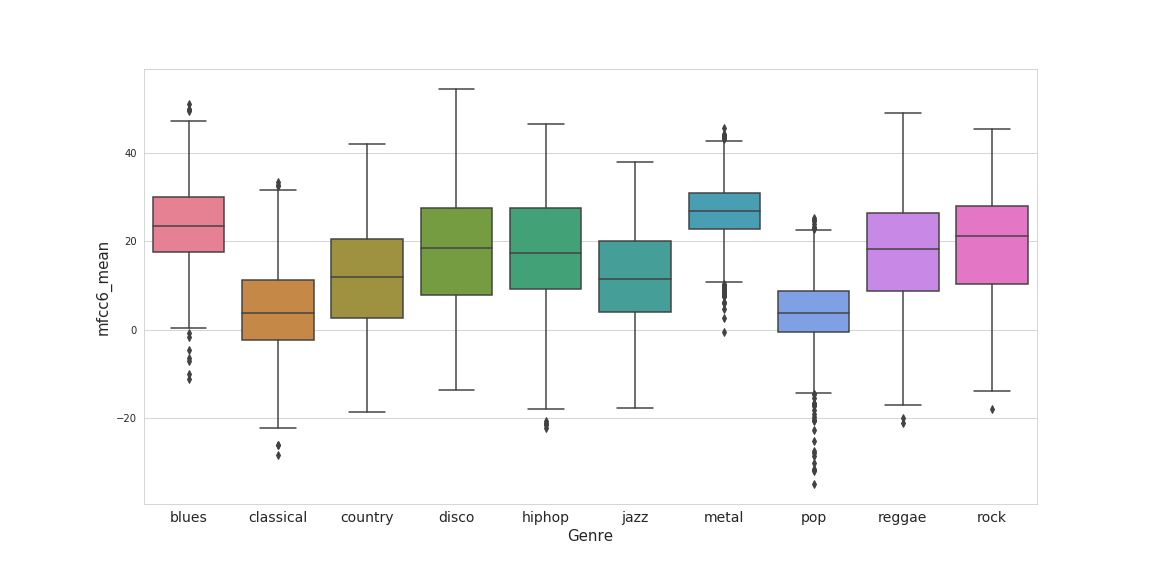 40
20
0
−20
mfcc6_mean
blues classical country disco hiphop jazz metal pop reggae rock
Genre